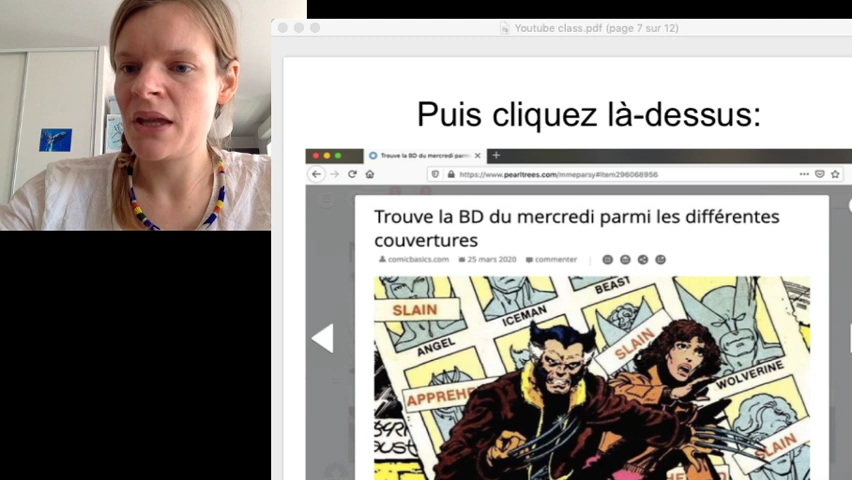 Youtube class.pdf (page 7 sur 12)
Puis cliquez là-dessus:
Trouve la BD du mercredi parmi
https://www.pearltrees.com/mmeparsy#item296068956
Trouve la BD du mercredi parmi les différentes
couvertures
comicbasics.com 25 mars 2020 commenter
BEAST
SLAIN
ICEMAN
ANGEL
SLAIN
WOLVERINE
APPREHE
SLAIN